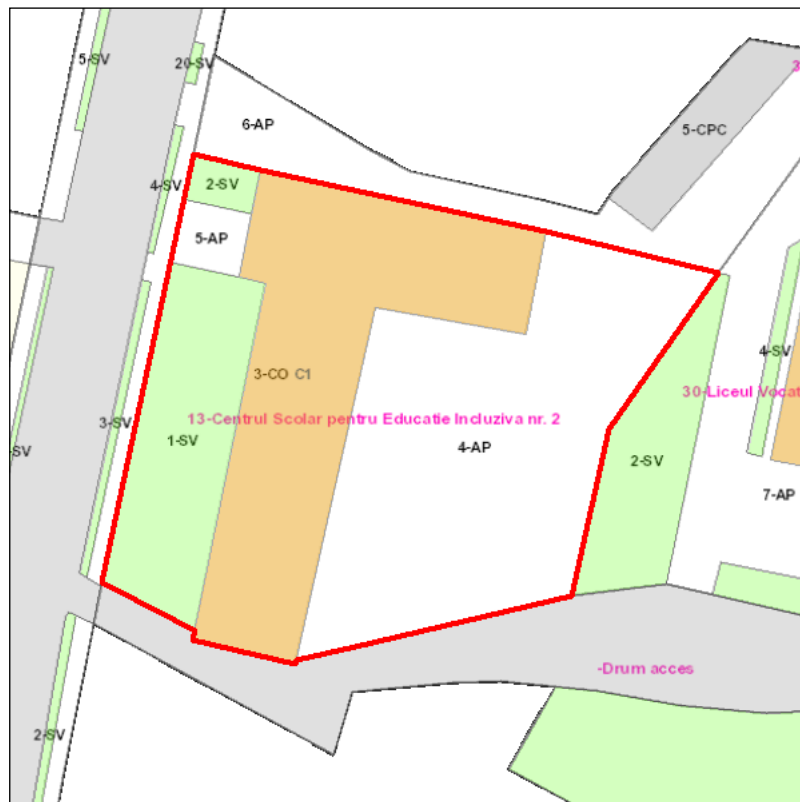 5-SV
20-SV
3
6-AP
5-CPC
4-SV
2-SV
5-AP
4-SV
3-CO C1
30-Liceul Vocat
13-Centrul Scolar pentru Educatie Incluziva nr. 2
3-SV
1-SV
4-AP
-SV
2-SV
7-AP
-Drum acces
2-SV